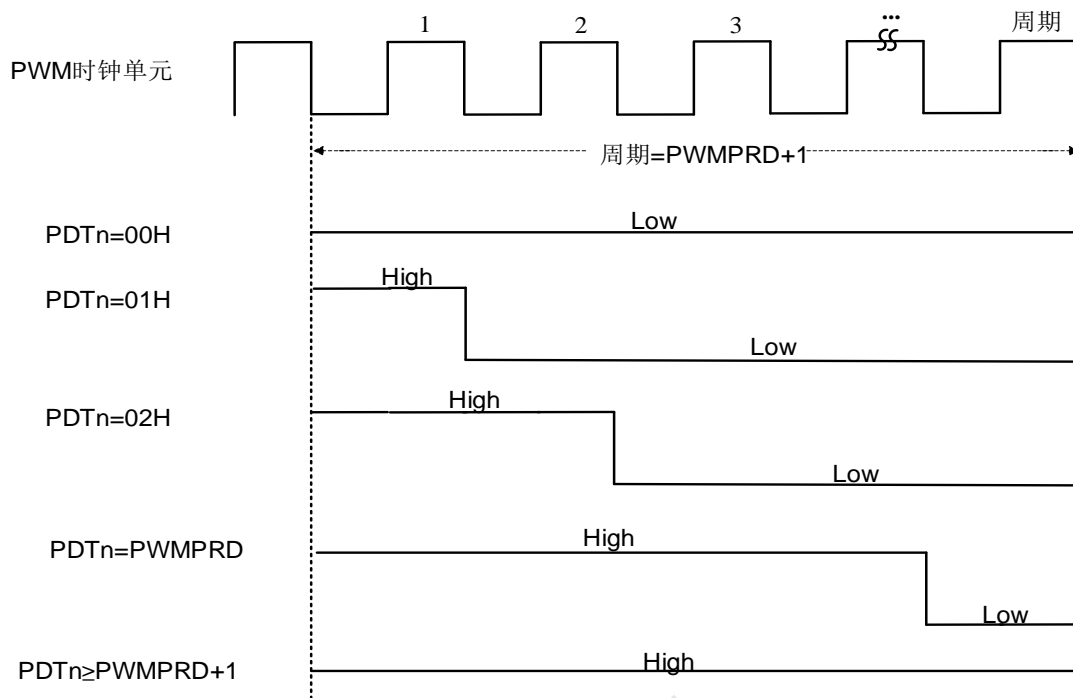 1 2 3 ... 周期
PWM时钟单元
周期=PWMPRD+1
PDTn=00H Low
PDTn=01H High Low
PDTn=02H High Low
PDTn=PWMPRD High Low
PDTn≥PWMPRD+1 High